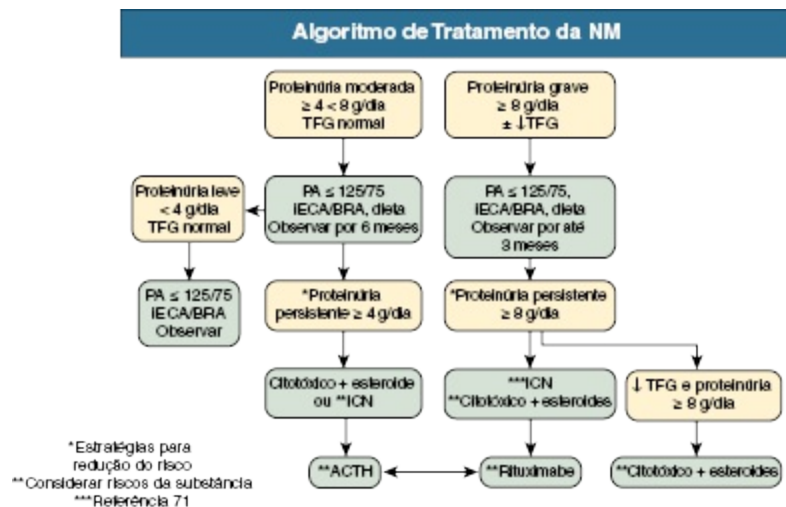 Algoritmo de Tratamento da NM
Proteinúria moderada
≥ 4 < 8 g/dia
TFG normal
Proteinúria grave
≥ 8 g/dia
± ↓TFG
Proteinúria leve
< 4 g/dia
TFG normal
PA ≤ 125/75
iECA/BRA, dieta
Observar por 6 meses
PA ≤ 125/75,
iECA/BRA, dieta
Observar por até
3 meses
PA ≤ 125/75
iECA/BRA
Observar
*Proteinúria
persistente ≥ 4 g/dia
*Proteinúria persistente
≥ 8 g/dia
Citotóxico + esteroide
ou **ICN
***ICN
**Citotóxico + esteroides
↓ TFG e proteinúria
≥ 8 g/dia
**ACTH
**Rituximabe
**Citotóxico + esteroides
*Estratégias para
redução do risco
**Considerar riscos da substância
***Referência 71